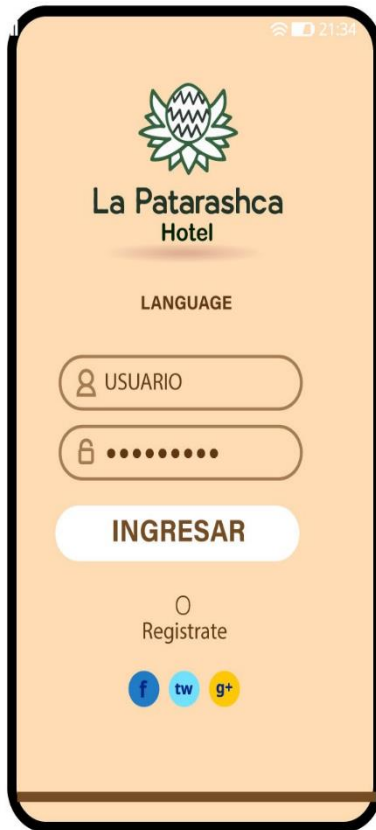 21:34
La Patarashca
Hotel
LANGUAGE
USUARIO
•••••••••
INGRESAR
O
Registrate
f tw g+